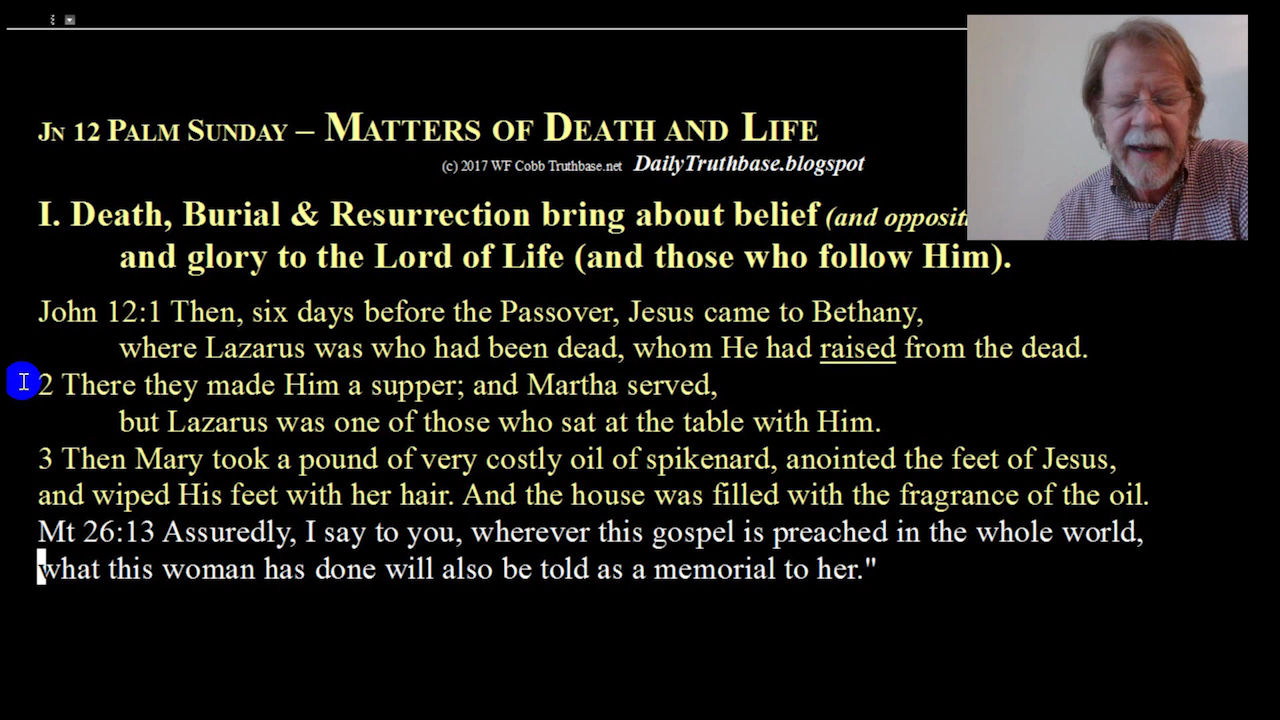 JN 12 PALM SUNDAY – MATTERS OF DEATH AND LIFE
(c) 2017 WF Cobb Truthbase.net DailyTruthbase.blogspot
I. Death, Burial & Resurrection bring about belief (and oppositi
and glory to the Lord of Life (and those who follow Him).
John 12:1 Then, six days before the Passover, Jesus came to Bethany,
where Lazarus was who had been dead, whom He had raised from the dead.
2 There they made Him a supper; and Martha served,
but Lazarus was one of those who sat at the table with Him.
3 Then Mary took a pound of very costly oil of spikenard, anointed the feet of Jesus,
and wiped His feet with her hair. And the house was filled with the fragrance of the oil.
Mt 26:13 Assuredly, I say to you, wherever this gospel is preached in the whole world,
what this woman has done will also be told as a memorial to her."